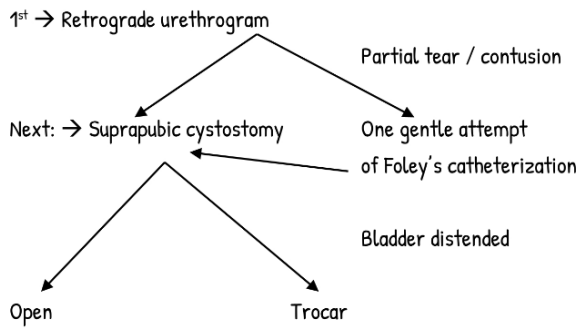 1st → Retrograde urethrogram
Partial tear / contusion
Next: → Suprapubic cystostomy
One gentle attempt
of Foley's catheterization
Bladder distended
Open
Trocar